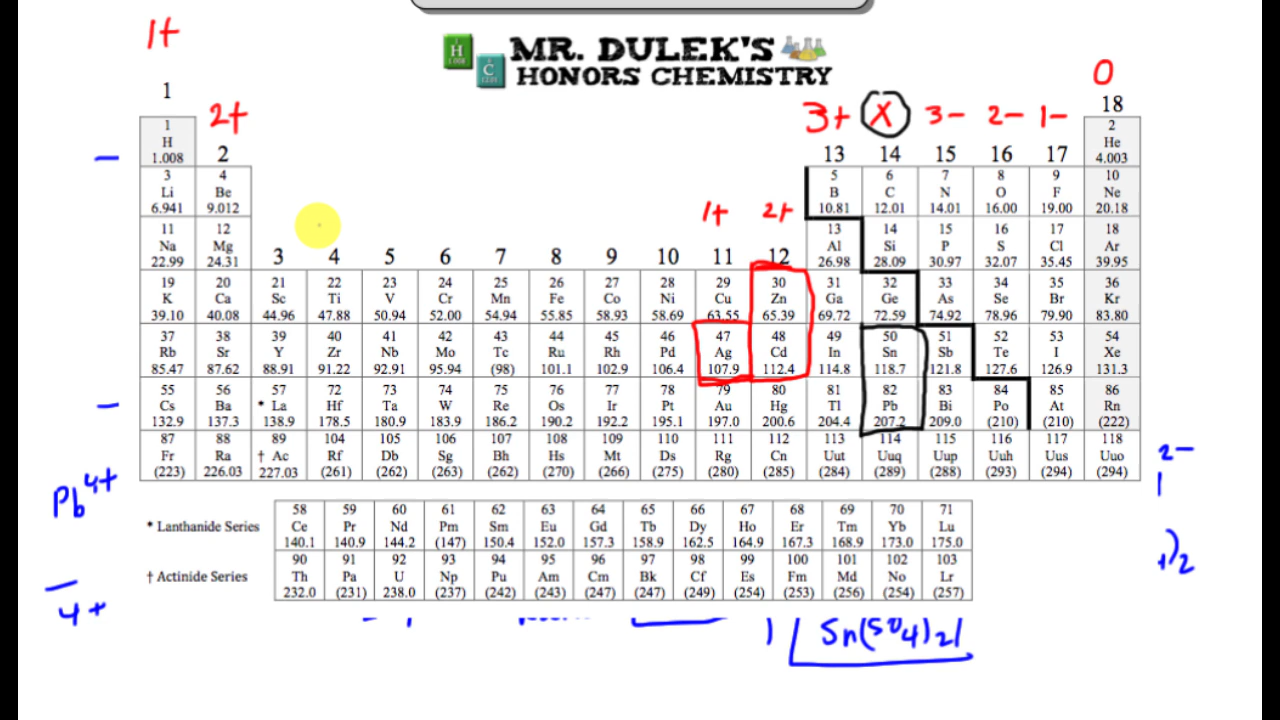 1+
MR. DULEK'S
HONORS CHEMISTRY
H
1.008
C
0
1
18
2+
3+ X 3- 2- 1-
1 2
H 2 13 14 15 16 17 He
- 1.008 4.003
3 4 5 6 7 8 9 10
Li Be B C N O F Ne
6.941 9.012 10.81 12.01 14.01 16.00 19.00 20.18
1+ 2+
11 12 13 14 15 16 17 18
Na Mg Al Si P S Cl Ar
22.99 24.31 3 4 5 6 7 8 9 10 11 12 26.98 28.09 30.97 32.07 35.45 39.95
19 20 21 22 23 24 25 26 27 28 29 30 31 32 33 34 35 36
K Ca Sc Ti V Cr Mn Fe Co Ni Cu Zn Ga Ge As Se Br Kr
39.10 40.08 44.96 47.88 50.94 52.00 54.94 55.85 58.93 58.69 63.55 65.39 69.72 72.59 74.92 78.96 79.90 83.80
37 38 39 40 41 42 43 44 45 46 47 48 49 50 51 52 53 54
Rb Sr Y Zr Nb Mo Tc Ru Rh Pd Ag Cd In Sn Sb Te I Xe
85.47 87.62 88.91 91.22 92.91 95.94 (98) 101.1 102.9 106.4 107.9 112.4 114.8 118.7 121.8 127.6 126.9 131.3
55 56 57 72 73 74 75 76 77 78 79 80 81 82 83 84 85 86
- Cs Ba * La Hf Ta W Re Os Ir Pt Au Hg Tl Pb Bi Po At Rn
132.9 137.3 138.9 178.5 180.9 183.9 186.2 190.2 192.2 195.1 197.0 200.6 204.4 207.2 209.0 (210) (210) (222)
87 88 89 104 105 106 107 108 109 110 111 112 113 114 115 116 117 118
Fr Ra † Ac Rf Db Sg Bh Hs Mt Ds Rg Cn Uut Uuq Uup Uuh Uus Uuo
(223) 226.03 227.03 (261) (262) (263) (262) (270) (266) (275) (280) (285) (284) (289) (288) (293) (294) (294)
2-
Pb4+
58 59 60 61 62 63 64 65 66 67 68 69 70 71
* Lanthanide Series Ce Pr Nd Pm Sm Eu Gd Tb Dy Ho Er Tm Yb Lu
140.1 140.9 144.2 (147) 150.4 152.0 157.3 158.9 162.5 164.9 167.3 168.9 173.0 175.0
90 91 92 93 94 95 96 97 98 99 100 101 102 103
† Actinide Series Th Pa U Np Pu Am Cm Bk Cf Es Fm Md No Lr
232.0 (231) 238.0 (237) (242) (243) (247) (247) (249) (254) (253) (256) (254) (257)
4+
Sn(SO4)2